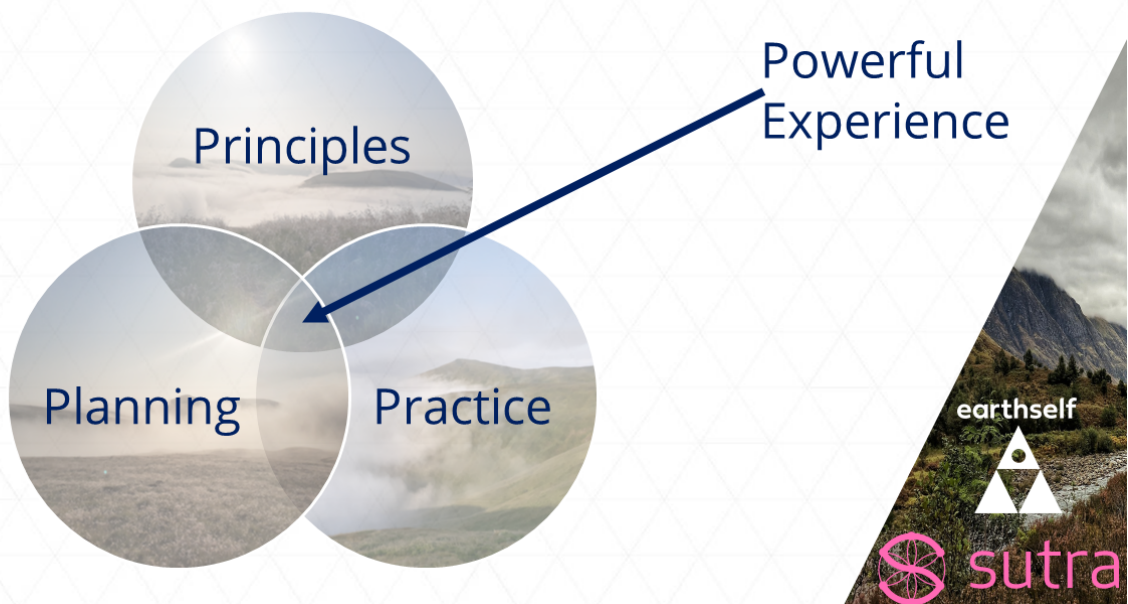 Principles
Powerful
Experience
Planning
Practice
earthself
sutra